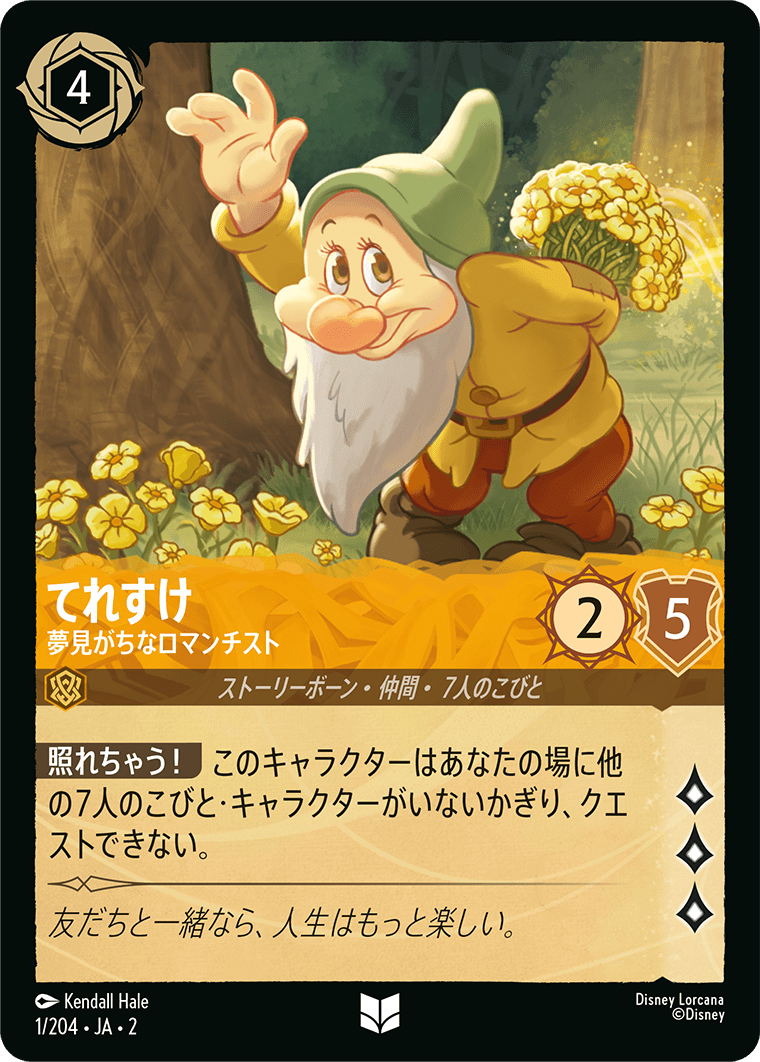 4
てれすけ
夢見がちなロマンチスト
2
5
ストーリーボーン・仲間・7人のこびと
照れちゃう! このキャラクターはあなたの場に他
の7人のこびと・キャラクターがいないかぎり、クエ
ストできない。
友だちと一緒なら、人生はもっと楽しい。
Kendall Hale
1/204・JA・2
Disney Lorcana
©Disney